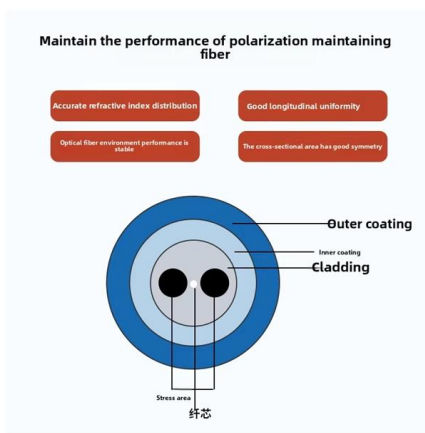 Maintain the performance of polarization maintaining
fiber
Accurate refractive index distribution
Good longitudinal uniformity
Optical fiber environment performance is
stable
The cross-sectional area has good symmetry
Outer coating
Inner coating
Cladding
Stress area
纤芯